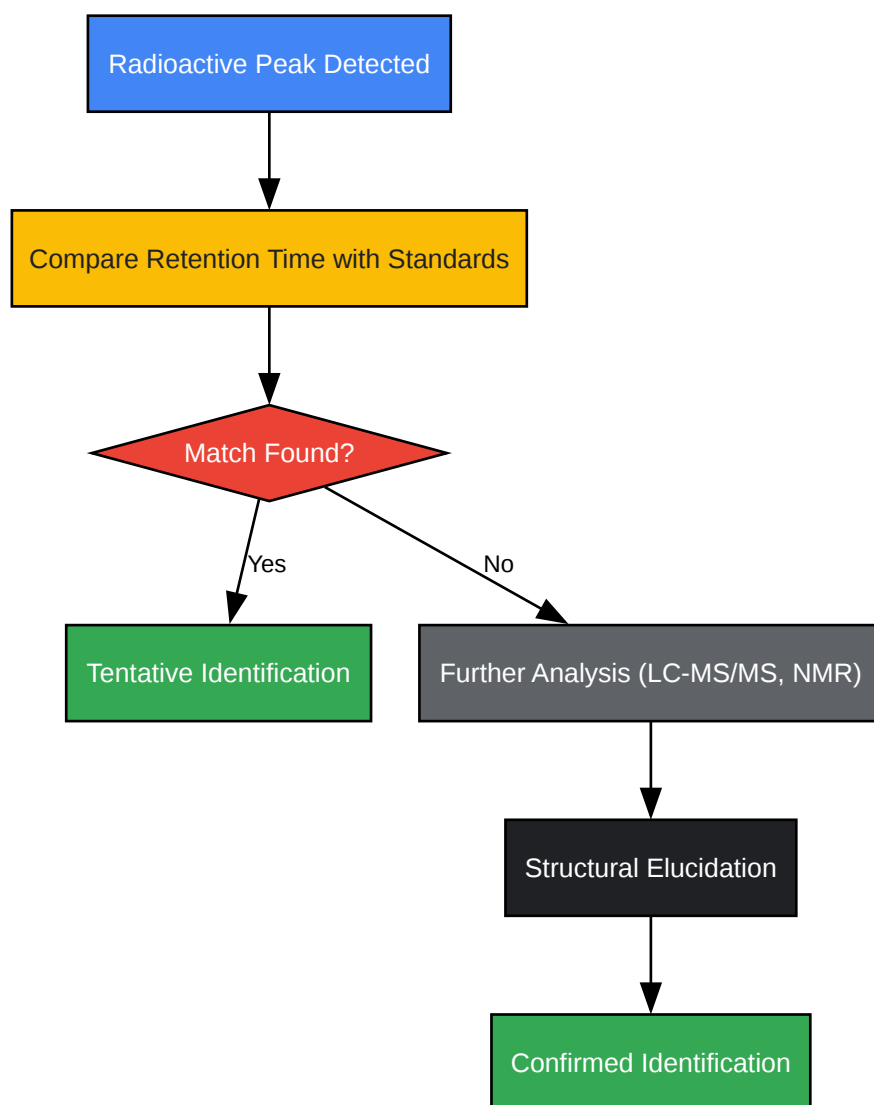 Radioactive Peak Detected
Compare Retention Time with Standards
Match Found?
Yes
No
Tentative Identification
Further Analysis (LC-MS/MS, NMR)
Structural Elucidation
Confirmed Identification